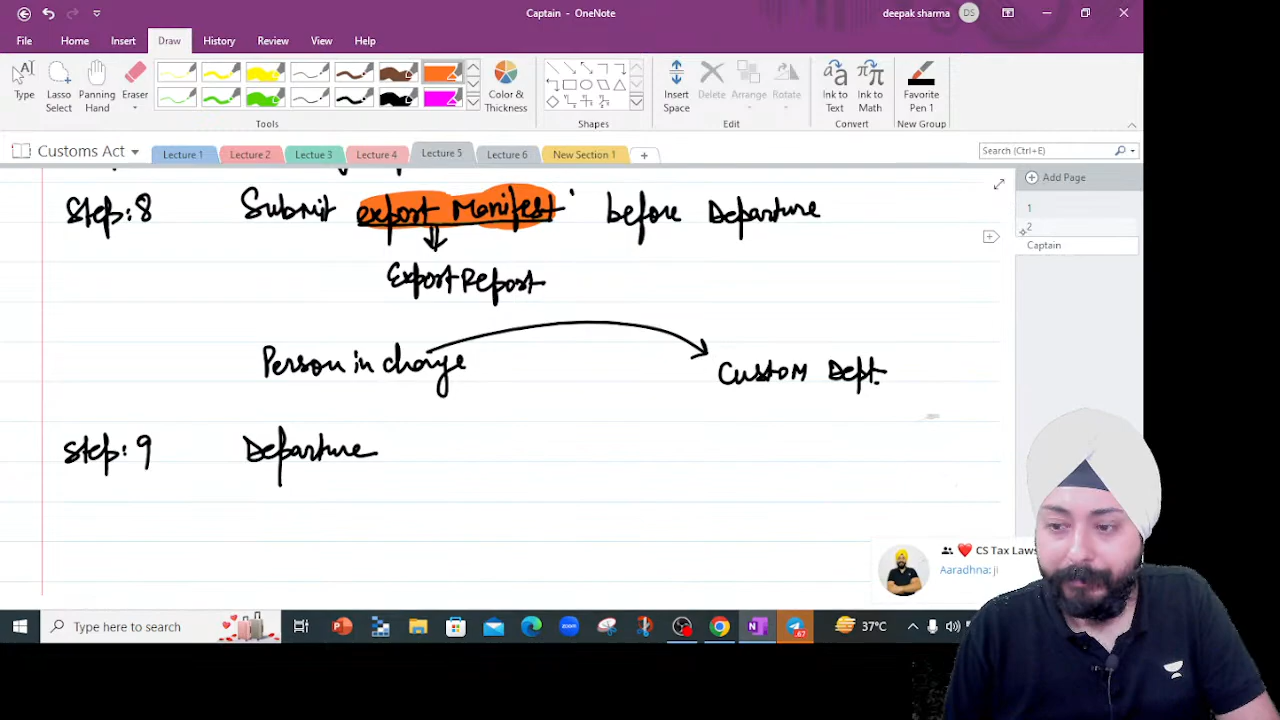 Captain - OneNote
deepak sharma DS
File Home Insert Draw History Review View Help
Type Lasso Select Panning Hand Eraser Color & Thickness Insert Space Delete Arrange Rotate Ink to Text Ink to Math Favorite Pen 1
Tools Shapes Edit Convert New Group
Customs Act Lecture 1 Lecture 2 Lectue 3 Lecture 4 Lecture 5 Lecture 6 New Section 1 Search (Ctrl+E)
Add Page
1
2
Captain
Step:8 Submit export Manifest before Departure
Export Report
Person in charge Custom Dept.
Step:9 Departure
CS Tax Laws
Aaradhna: ji
Type here to search 67 37°C